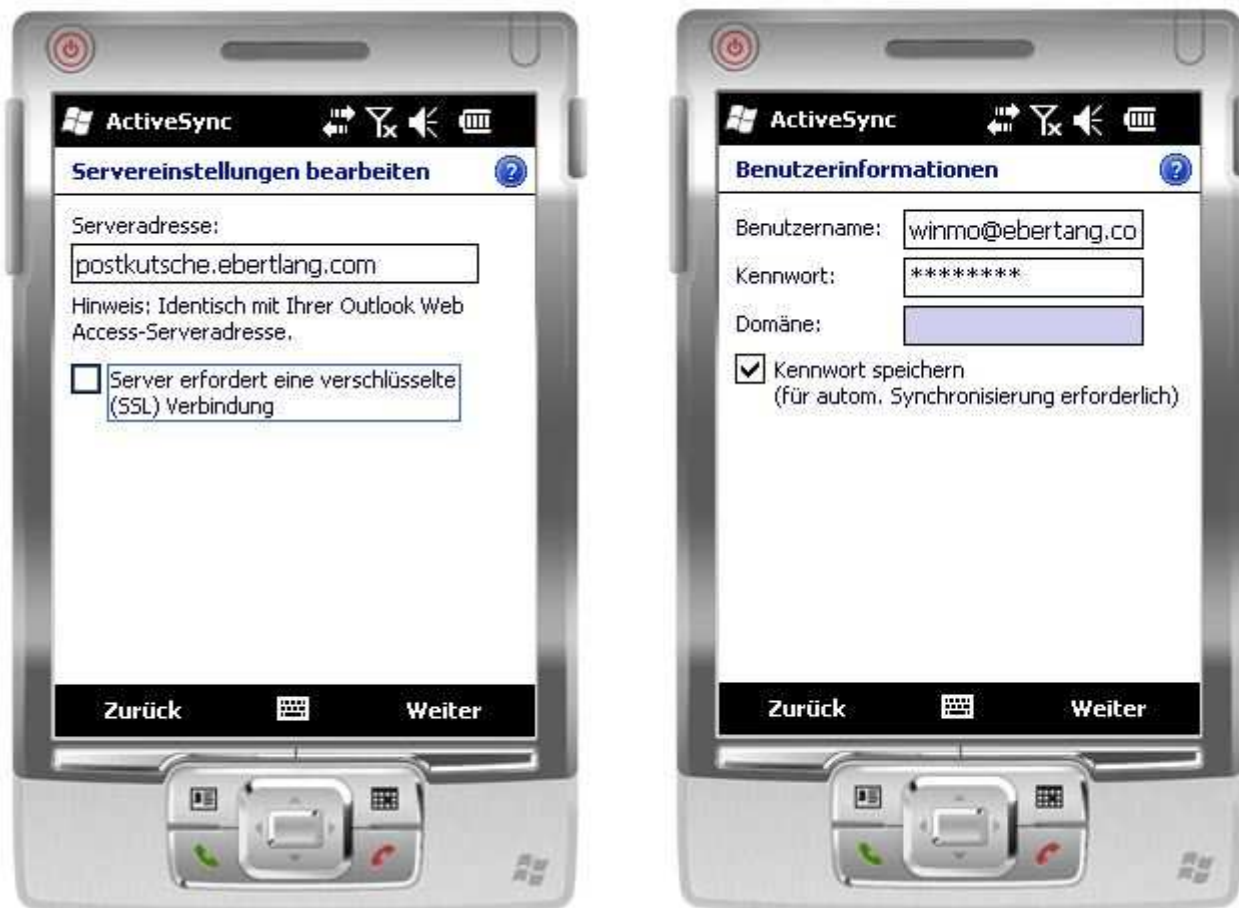 ActiveSync
Servereinstellungen bearbeiten
Serveradresse:
postkutsche.ebertlang.com
Hinweis: Identisch mit Ihrer Outlook Web
Access-Serveradresse.
Server erfordert eine verschlüsselte
(SSL) Verbindung
Zurück Weiter
ActiveSync
Benutzerinformationen
Benutzername: winmo@ebertang.co
Kennwort: ********
Domäne:
Kennwort speichern
(für autom. Synchronisierung erforderlich)
Zurück Weiter